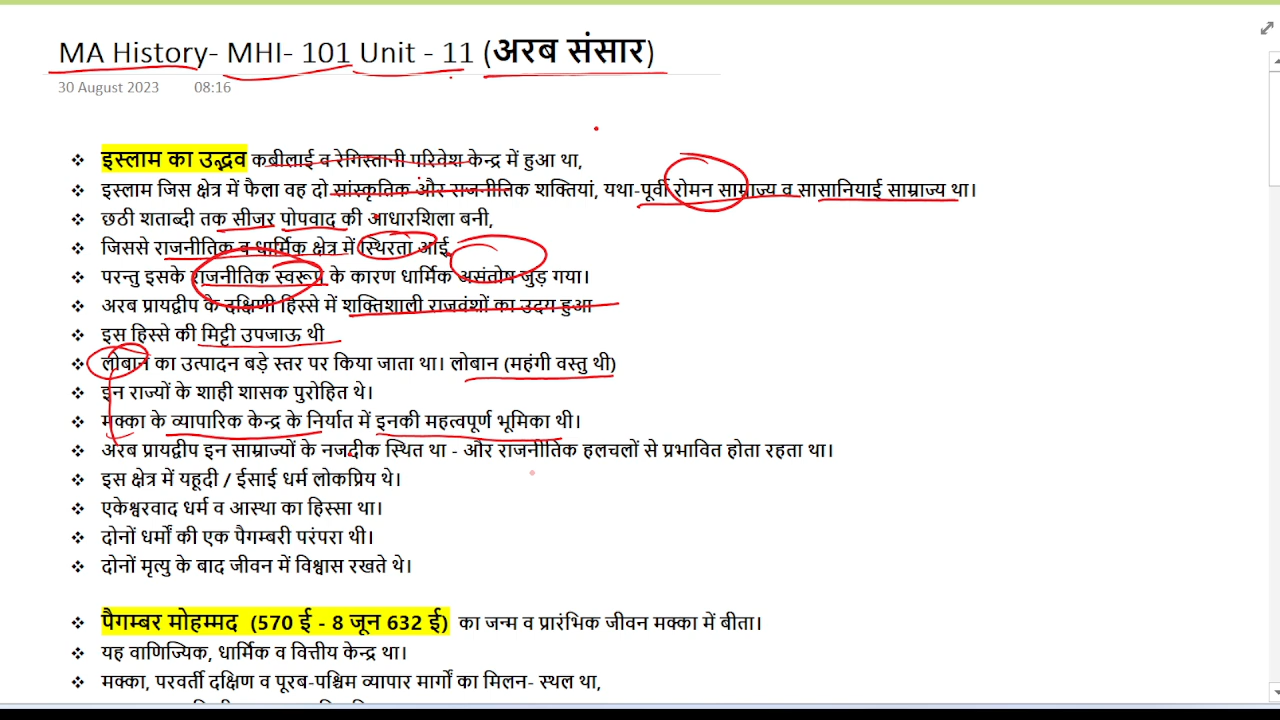 MA History- MHI- 101 Unit - 11 (अरब संसार)
30 August 2023 08:16
❖ इस्लाम का उद्भव कबीलाई व रेगिस्तानी परिवेश केन्द्र में हुआ था,
❖ इस्लाम जिस क्षेत्र में फैला वह दो सांस्कृतिक और राजनीतिक शक्तियां, यथा-पूर्वी रोमन साम्राज्य व सासानियाई साम्राज्य था।
❖ छठी शताब्दी तक सीजर पोपवाद की आधारशिला बनी,
❖ जिससे राजनीतिक व धार्मिक क्षेत्र में स्थिरता आई,
❖ परन्तु इसके राजनीतिक स्वरूप के कारण धार्मिक असंतोष जुड़ गया।
❖ अरब प्रायद्वीप के दक्षिणी हिस्से में शक्तिशाली राजवंशों का उदय हुआ
❖ इस हिस्से की मिट्टी उपजाऊ थी
❖ लोबान का उत्पादन बड़े स्तर पर किया जाता था। लोबान (महंगी वस्तु थी)
❖ इन राज्यों के शाही शासक पुरोहित थे।
❖ मक्का के व्यापारिक केन्द्र के निर्यात में इनकी महत्वपूर्ण भूमिका थी।
❖ अरब प्रायद्वीप इन साम्राज्यों के नजदीक स्थित था - और राजनीतिक हलचलों से प्रभावित होता रहता था।
❖ इस क्षेत्र में यहूदी / ईसाई धर्म लोकप्रिय थे।
❖ एकेश्वरवाद धर्म व आस्था का हिस्सा था।
❖ दोनों धर्मों की एक पैगम्बरी परंपरा थी।
❖ दोनों मृत्यु के बाद जीवन में विश्वास रखते थे।
❖ पैगम्बर मोहम्मद (570 ई - 8 जून 632 ई) का जन्म व प्रारंभिक जीवन मक्का में बीता।
❖ यह वाणिज्यिक, धार्मिक व वित्तीय केन्द्र था।
❖ मक्का, परवर्ती दक्षिण व पूरब-पश्चिम व्यापार मार्गों का मिलन- स्थल था,